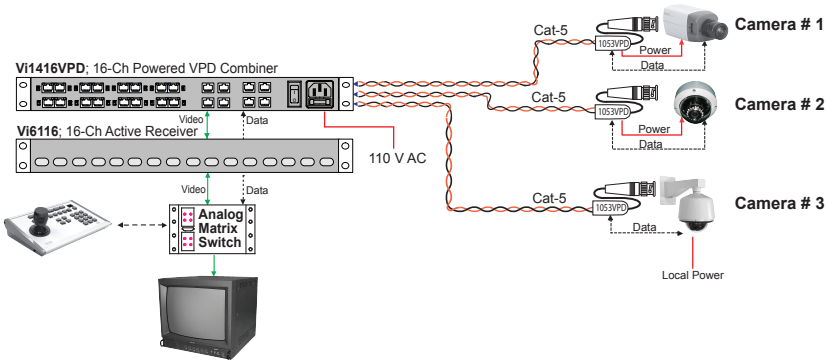 Cat-5
1053VPD
Power
Data
Camera # 1
Vi1416VPD; 16-Ch Powered VPD Combiner
Cat-5
1053VPD
Power
Data
Camera # 2
Video
Data
Vi6116; 16-Ch Active Receiver
110 V AC
Video
Data
Cat-5
1053VPD
Data
Camera # 3
Local Power
Analog
Matrix
Switch